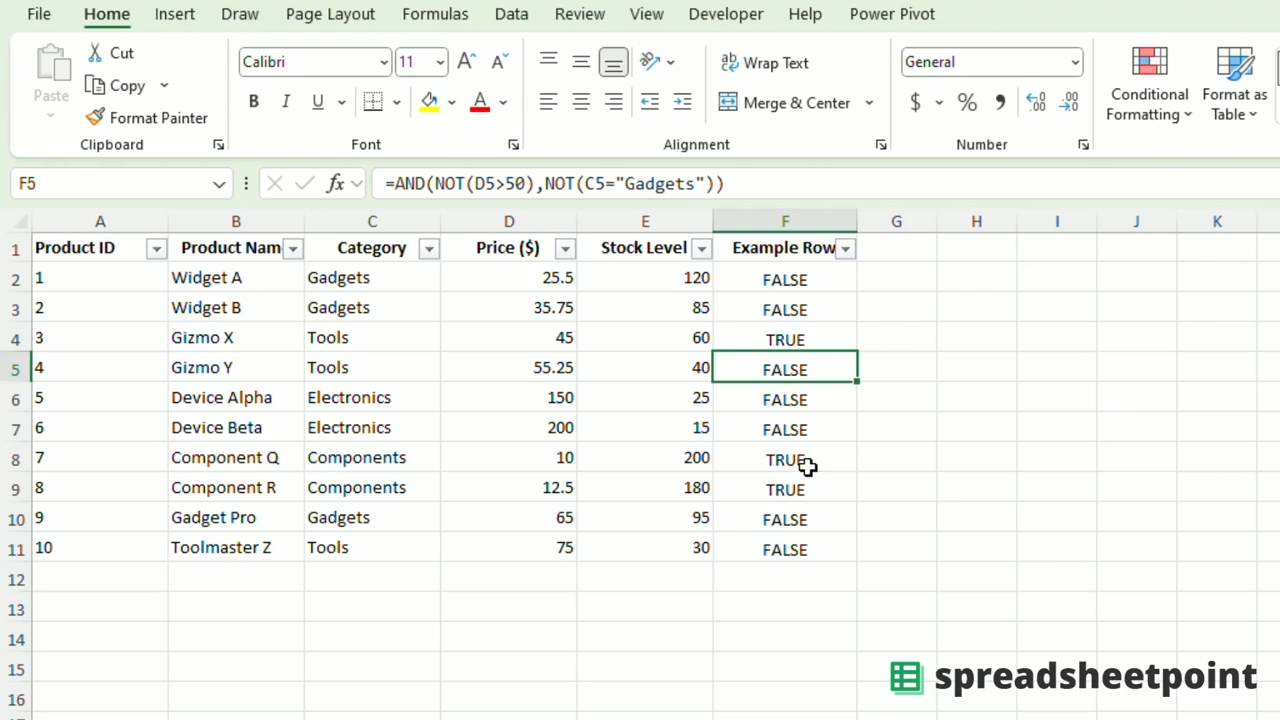 File Home Insert Draw Page Layout Formulas Data Review View Developer Help Power Pivot
Paste
Cut
Copy
Format Painter
Clipboard
Calibri 11
B I U
Font
Wrap Text
Merge & Center
Alignment
General
$ % ,
Number
Conditional Formatting
Format as Table
F5 fx =AND(NOT(D5>50),NOT(C5="Gadgets"))
A B C D E F G H I J K
1 Product ID Product Nam Category Price ($) Stock Level Example Row
2 1 Widget A Gadgets 25.5 120 FALSE
3 2 Widget B Gadgets 35.75 85 FALSE
4 3 Gizmo X Tools 45 60 TRUE
5 4 Gizmo Y Tools 55.25 40 FALSE
6 5 Device Alpha Electronics 150 25 FALSE
7 6 Device Beta Electronics 200 15 FALSE
8 7 Component Q Components 10 200 TRUE
9 8 Component R Components 12.5 180 TRUE
10 9 Gadget Pro Gadgets 65 95 FALSE
11 10 Toolmaster Z Tools 75 30 FALSE
12
13
14
15
16
spreadsheetpoint